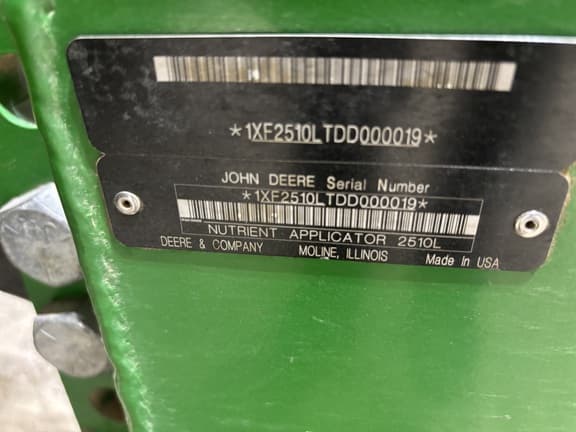 *1XF2510LTDD000019*
JOHN DEERE Serial Number
*1XF2510LTDD000019*
NUTRIENT APPLICATOR 2510L
DEERE & COMPANY MOLINE, ILLINOIS Made In USA